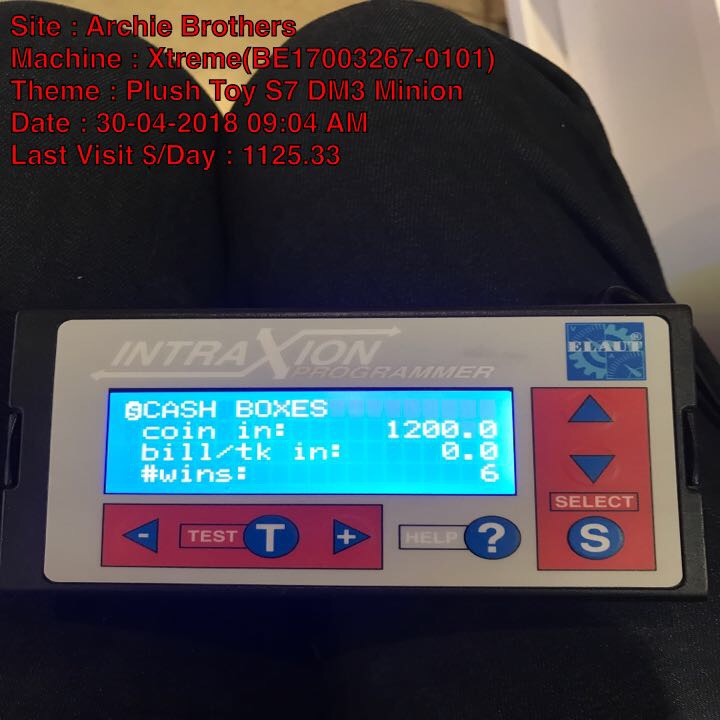 Site : Archie Brothers
Machine : Xtreme(BE17003267-0101)
Theme : Plush Toy S7 DM3 Minion
Date : 30-04-2018 09:04 AM
Last Visit $/Day : 1125.33
INTRAXION
PROGRAMMER
ELAUT®
CASH BOXES
coin in: 1200.0
bill/tk in: 0.0
#wins: 6
SELECT
- TEST T +
HELP ?
S